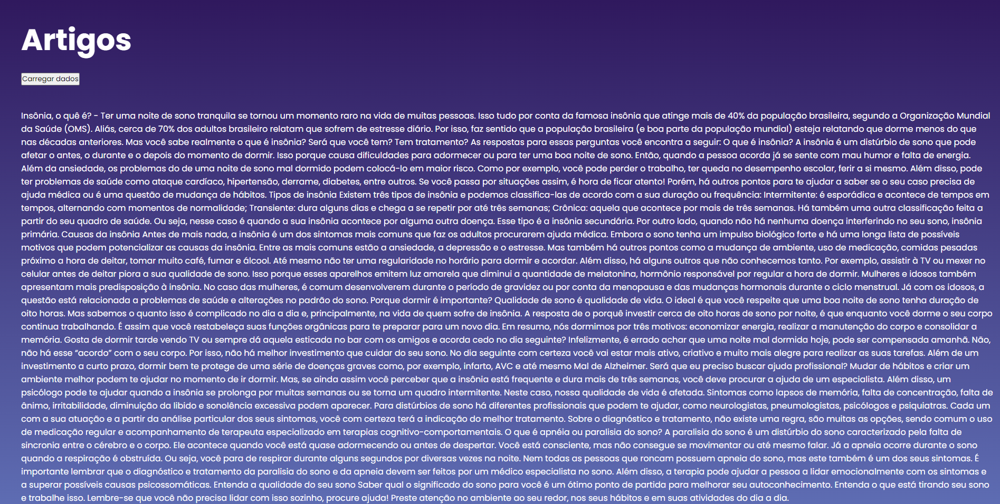 Artigos
Carregar dados
Insônia, o quê é? - Ter uma noite de sono tranquila se tornou um momento raro na vida de muitas pessoas. Isso tudo por conta da famosa insônia que atinge mais de 40% da população brasileira, segundo a Organização Mundial
da Saúde (OMS). Aliás, cerca de 70% dos adultos brasileiro relatam que sofrem de estresse diário. Por isso, faz sentido que a população brasileira (e boa parte da população mundial) esteja relatando que dorme menos do que
nas décadas anteriores. Mas você sabe realmente o que é insônia? Será que você tem? Tem tratamento? As respostas para essas perguntas você encontra a seguir: O que é insônia? A insônia é um distúrbio de sono que pode
afetar o antes, o durante e o depois do momento de dormir. Isso porque causa dificuldades para adormecer ou para ter uma boa noite de sono. Então, quando a pessoa acorda já se sente com mau humor e falta de energia.
Além da ansiedade, os problemas do de uma noite de sono mal dormido podem colocá-lo em maior risco. Como por exemplo, você pode perder o trabalho, ter queda no desempenho escolar, ferir a si mesmo. Além disso, pode
ter problemas de saúde como ataque cardíaco, hipertensão, derrame, diabetes, entre outros. Se você passa por situações assim, é hora de ficar atento! Porém, há outros pontos para te ajudar a saber se o seu caso precisa de
ajuda médica ou é uma questão de mudança de hábitos. Tipos de insônia Existem três tipos de insônia e podemos classifica-las de acordo com a sua duração ou frequência: Intermitente: é esporádica e acontece de tempos em
tempos, alternando com momentos de normalidade; Transiente: dura alguns dias e chega a se repetir por até três semanas; Crônica: aquela que acontece por mais de três semanas. Há também uma outra classificação feita a
partir do seu quadro de saúde. Ou seja, nesse caso é quando a sua insônia acontece por alguma outra doença. Esse tipo é a insônia secundária. Por outro lado, quando não há nenhuma doença interferindo no seu sono, insônia
primária. Causas da insônia Antes de mais nada, a insônia é um dos sintomas mais comuns que faz os adultos procurarem ajuda médica. Embora o sono tenha um impulso biológico forte e há uma longa lista de possíveis
motivos que podem potencializar as causas da insônia. Entre as mais comuns estão a ansiedade, a depressão e o estresse. Mas também há outros pontos como a mudança de ambiente, uso de medicação, comidas pesadas
próximo a hora de deitar, tomar muito café, fumar e álcool. Até mesmo não ter uma regularidade no horário para dormir e acordar. Além disso, há alguns outros que não conhecemos tanto. Por exemplo, assistir à TV ou mexer no
celular antes de deitar piora a sua qualidade de sono. Isso porque esses aparelhos emitem luz amarela que diminui a quantidade de melatonina, hormônio responsável por regular a hora de dormir. Mulheres e idosos também
apresentam mais predisposição à insônia. No caso das mulheres, é comum desenvolverem durante o período de gravidez ou por conta da menopausa e das mudanças hormonais durante o ciclo menstrual. Já com os idosos, a
questão está relacionada a problemas de saúde e alterações no padrão do sono. Porque dormir é importante? Qualidade de sono é qualidade de vida. O ideal é que você respeite que uma boa noite de sono tenha duração de
oito horas. Mas sabemos o quanto isso é complicado no dia a dia e, principalmente, na vida de quem sofre de insônia. A resposta de o porquê investir cerca de oito horas de sono por noite, é que enquanto você dorme o seu corpo
continua trabalhando. É assim que você restabeleça suas funções orgânicas para te preparar para um novo dia. Em resumo, nós dormimos por três motivos: economizar energia, realizar a manutenção do corpo e consolidar a
memória. Gosta de dormir tarde vendo TV ou sempre dá aquela esticada no bar com os amigos e acorda cedo no dia seguinte? Infelizmente, é errado achar que uma noite mal dormida hoje, pode ser compensada amanhã. Não,
não há esse “acordo” com o seu corpo. Por isso, não há melhor investimento que cuidar do seu sono. No dia seguinte com certeza você vai estar mais ativo, criativo e muito mais alegre para realizar as suas tarefas. Além de um
investimento a curto prazo, dormir bem te protege de uma série de doenças graves como, por exemplo, infarto, AVC e até mesmo Mal de Alzheimer. Será que eu preciso buscar ajuda profissional? Mudar de hábitos e criar um
ambiente melhor podem te ajudar no momento de ir dormir. Mas, se ainda assim você perceber que a insônia está frequente e dura mais de três semanas, você deve procurar a ajuda de um especialista. Além disso, um
psicólogo pode te ajudar quando a insônia se prolonga por muitas semanas ou se torna um quadro intermitente. Neste caso, nossa qualidade de vida é afetada. Sintomas como lapsos de memória, falta de concentração, falta de
ânimo, irritabilidade, diminuição da libido e sonolência excessiva podem aparecer. Para distúrbios de sono há diferentes profissionais que podem te ajudar, como neurologistas, pneumologistas, psicólogos e psiquiatras. Cada um
com a sua atuação e a partir da análise particular dos seus sintomas, você com certeza terá a indicação do melhor tratamento. Sobre o diagnóstico e tratamento, não existe uma regra, são muitas as opções, sendo comum o uso
de medicação regular e acompanhamento de terapeuta especializado em terapias cognitivo-comportamentais. O que é apnéia ou paralisia do sono? A paralisia do sono é um distúrbio do sono caracterizado pela falta de
sincronia entre o cérebro e o corpo. Ele acontece quando você está quase adormecendo ou antes de despertar. Você está consciente, mas não consegue se movimentar ou até mesmo falar. Já a apneia ocorre durante o sono
quando a respiração é obstruída. Ou seja, você para de respirar durante alguns segundos por diversas vezes na noite. Nem todas as pessoas que roncam possuem apneia do sono, mas este também é um dos seus sintomas. É
importante lembrar que o diagnóstico e tratamento da paralisia do sono e da apneia devem ser feitos por um médico especialista no sono. Além disso, a terapia pode ajudar a pessoa a lidar emocionalmente com os sintomas e
a superar possíveis causas psicossomáticas. Entenda a qualidade do seu sono Saber qual o significado do sono para você é um ótimo ponto de partida para melhorar seu autoconhecimento. Entenda o que está tirando seu sono
e trabalhe isso. Lembre-se que você não precisa lidar com isso sozinho, procure ajuda! Preste atenção no ambiente ao seu redor, nos seus hábitos e em suas atividades do dia a dia.